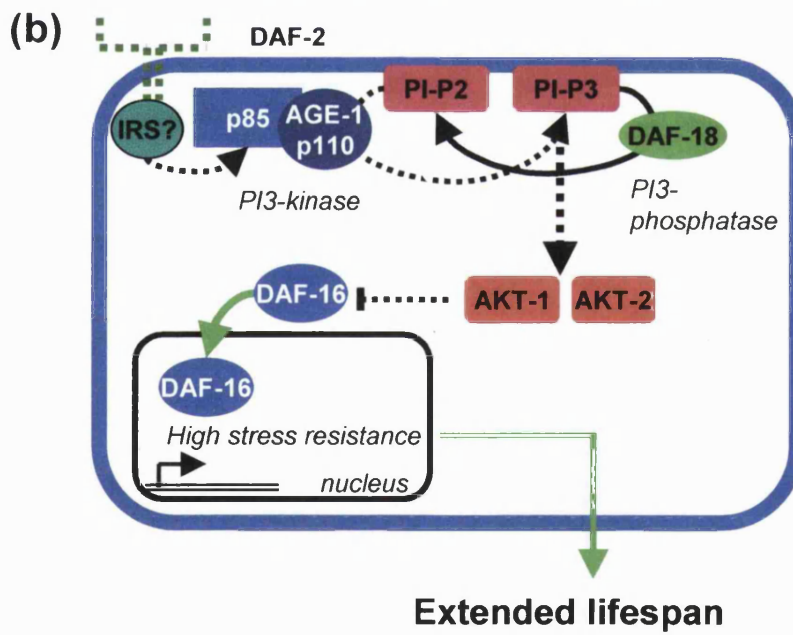 (b)
DAF-2
IRS?
p85
AGE-1
p110
PI-P2
PI-P3
DAF-18
PI3-kinase
PI3-
phosphatase
DAF-16
AKT-1
AKT-2
DAF-16
High stress resistance
nucleus
Extended lifespan